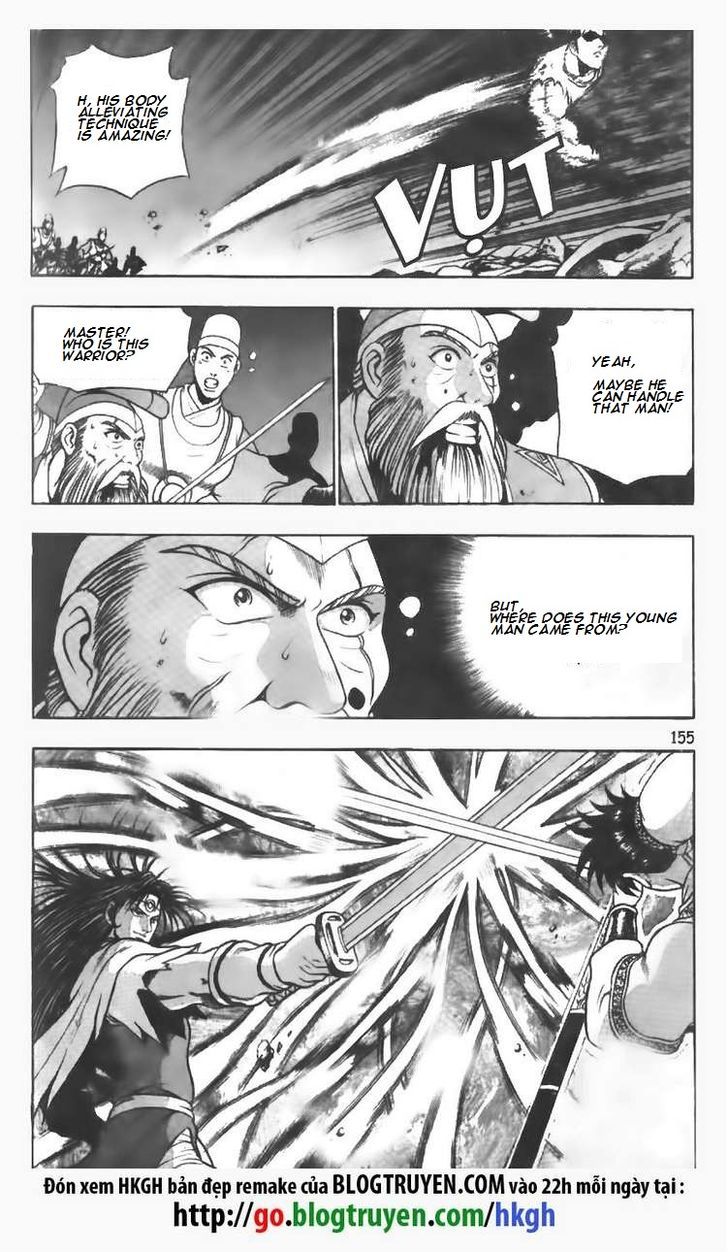 H, HIS BODY
ALLEVIATING
TECHNIQUE
IS AMAZING!
VỤT
MASTER!
WHO IS THIS
WARRIOR?
YEAH,
MAYBE HE
CAN HANDLE
THAT MAN!
BUT,
WHERE DOES THIS YOUNG
MAN CAME FROM?
155
Đón xem HKGH bản đẹp remake của BLOGTRUYEN.COM vào 22h mỗi ngày tại :
http://go.blogtruyen.com/hkgh